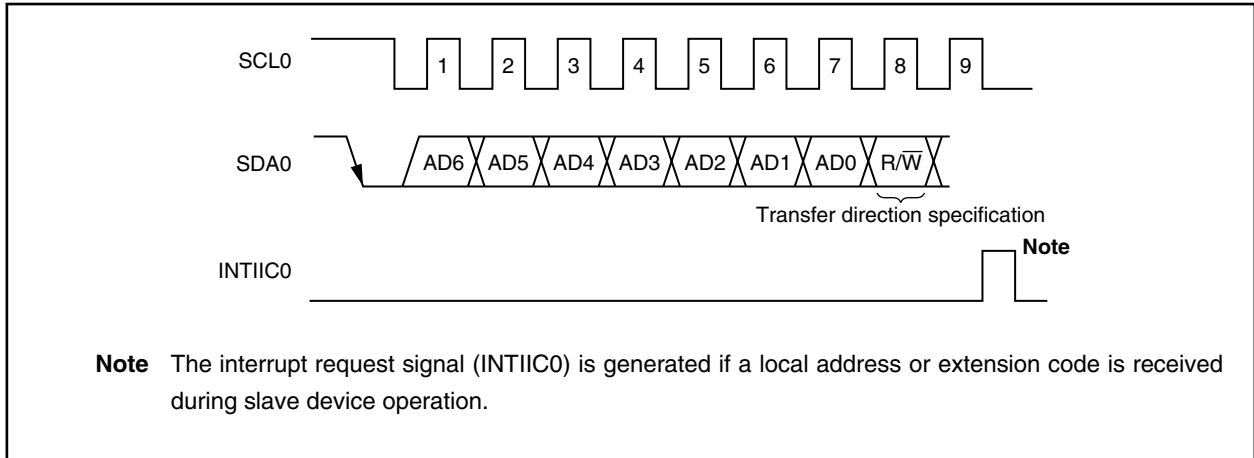 SCL0
1 2 3 4 5 6 7 8 9
SDA0
AD6 AD5 AD4 AD3 AD2 AD1 AD0 R/W̅
Transfer direction specification
Note
INTIIC0
Note The interrupt request signal (INTIIC0) is generated if a local address or extension code is received
during slave device operation.